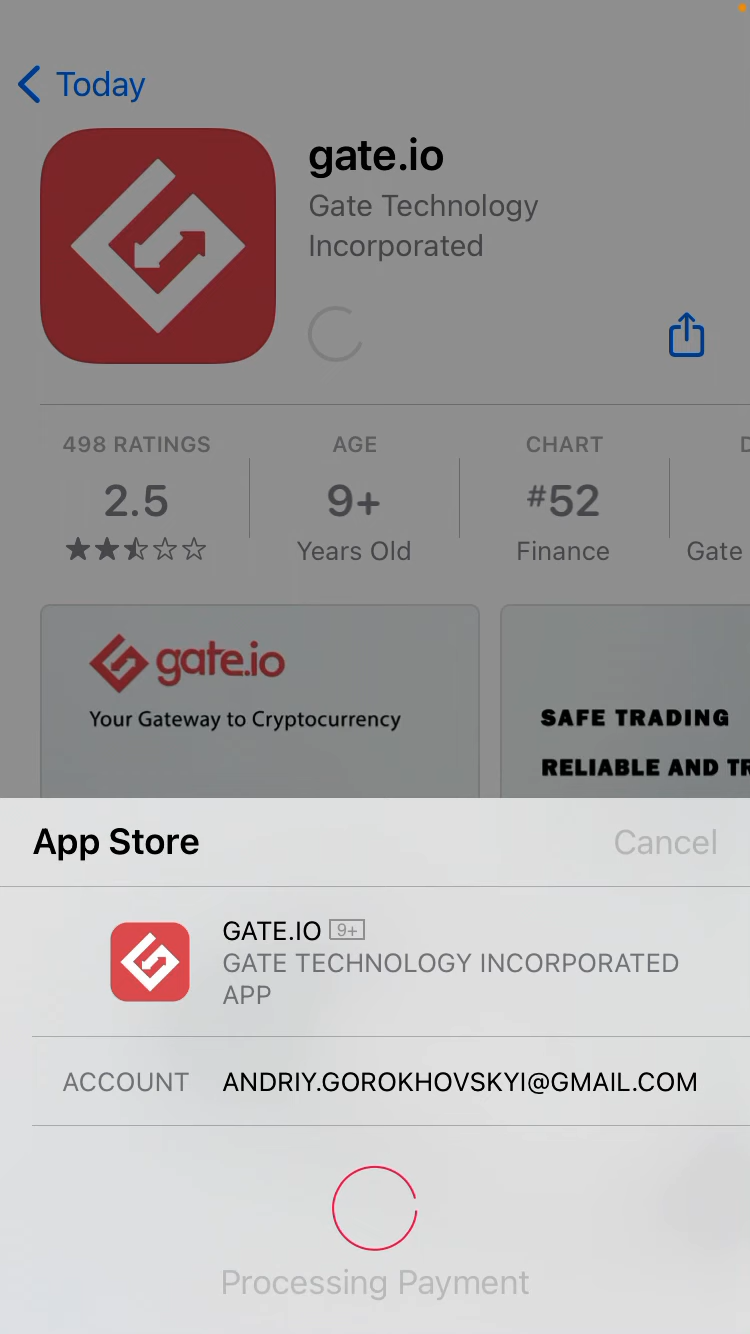 Today
gate.io
Gate Technology
Incorporated
498 RATINGS
AGE
CHART
2.5
9+
#52
Years Old
Finance
Gate
gate.io
Your Gateway to Cryptocurrency
SAFE TRADING
RELIABLE AND TR
App Store
Cancel
GATE.IO 9+
GATE TECHNOLOGY INCORPORATED
APP
ACCOUNT ANDRIY.GOROKHOVSKYI@GMAIL.COM
Processing Payment